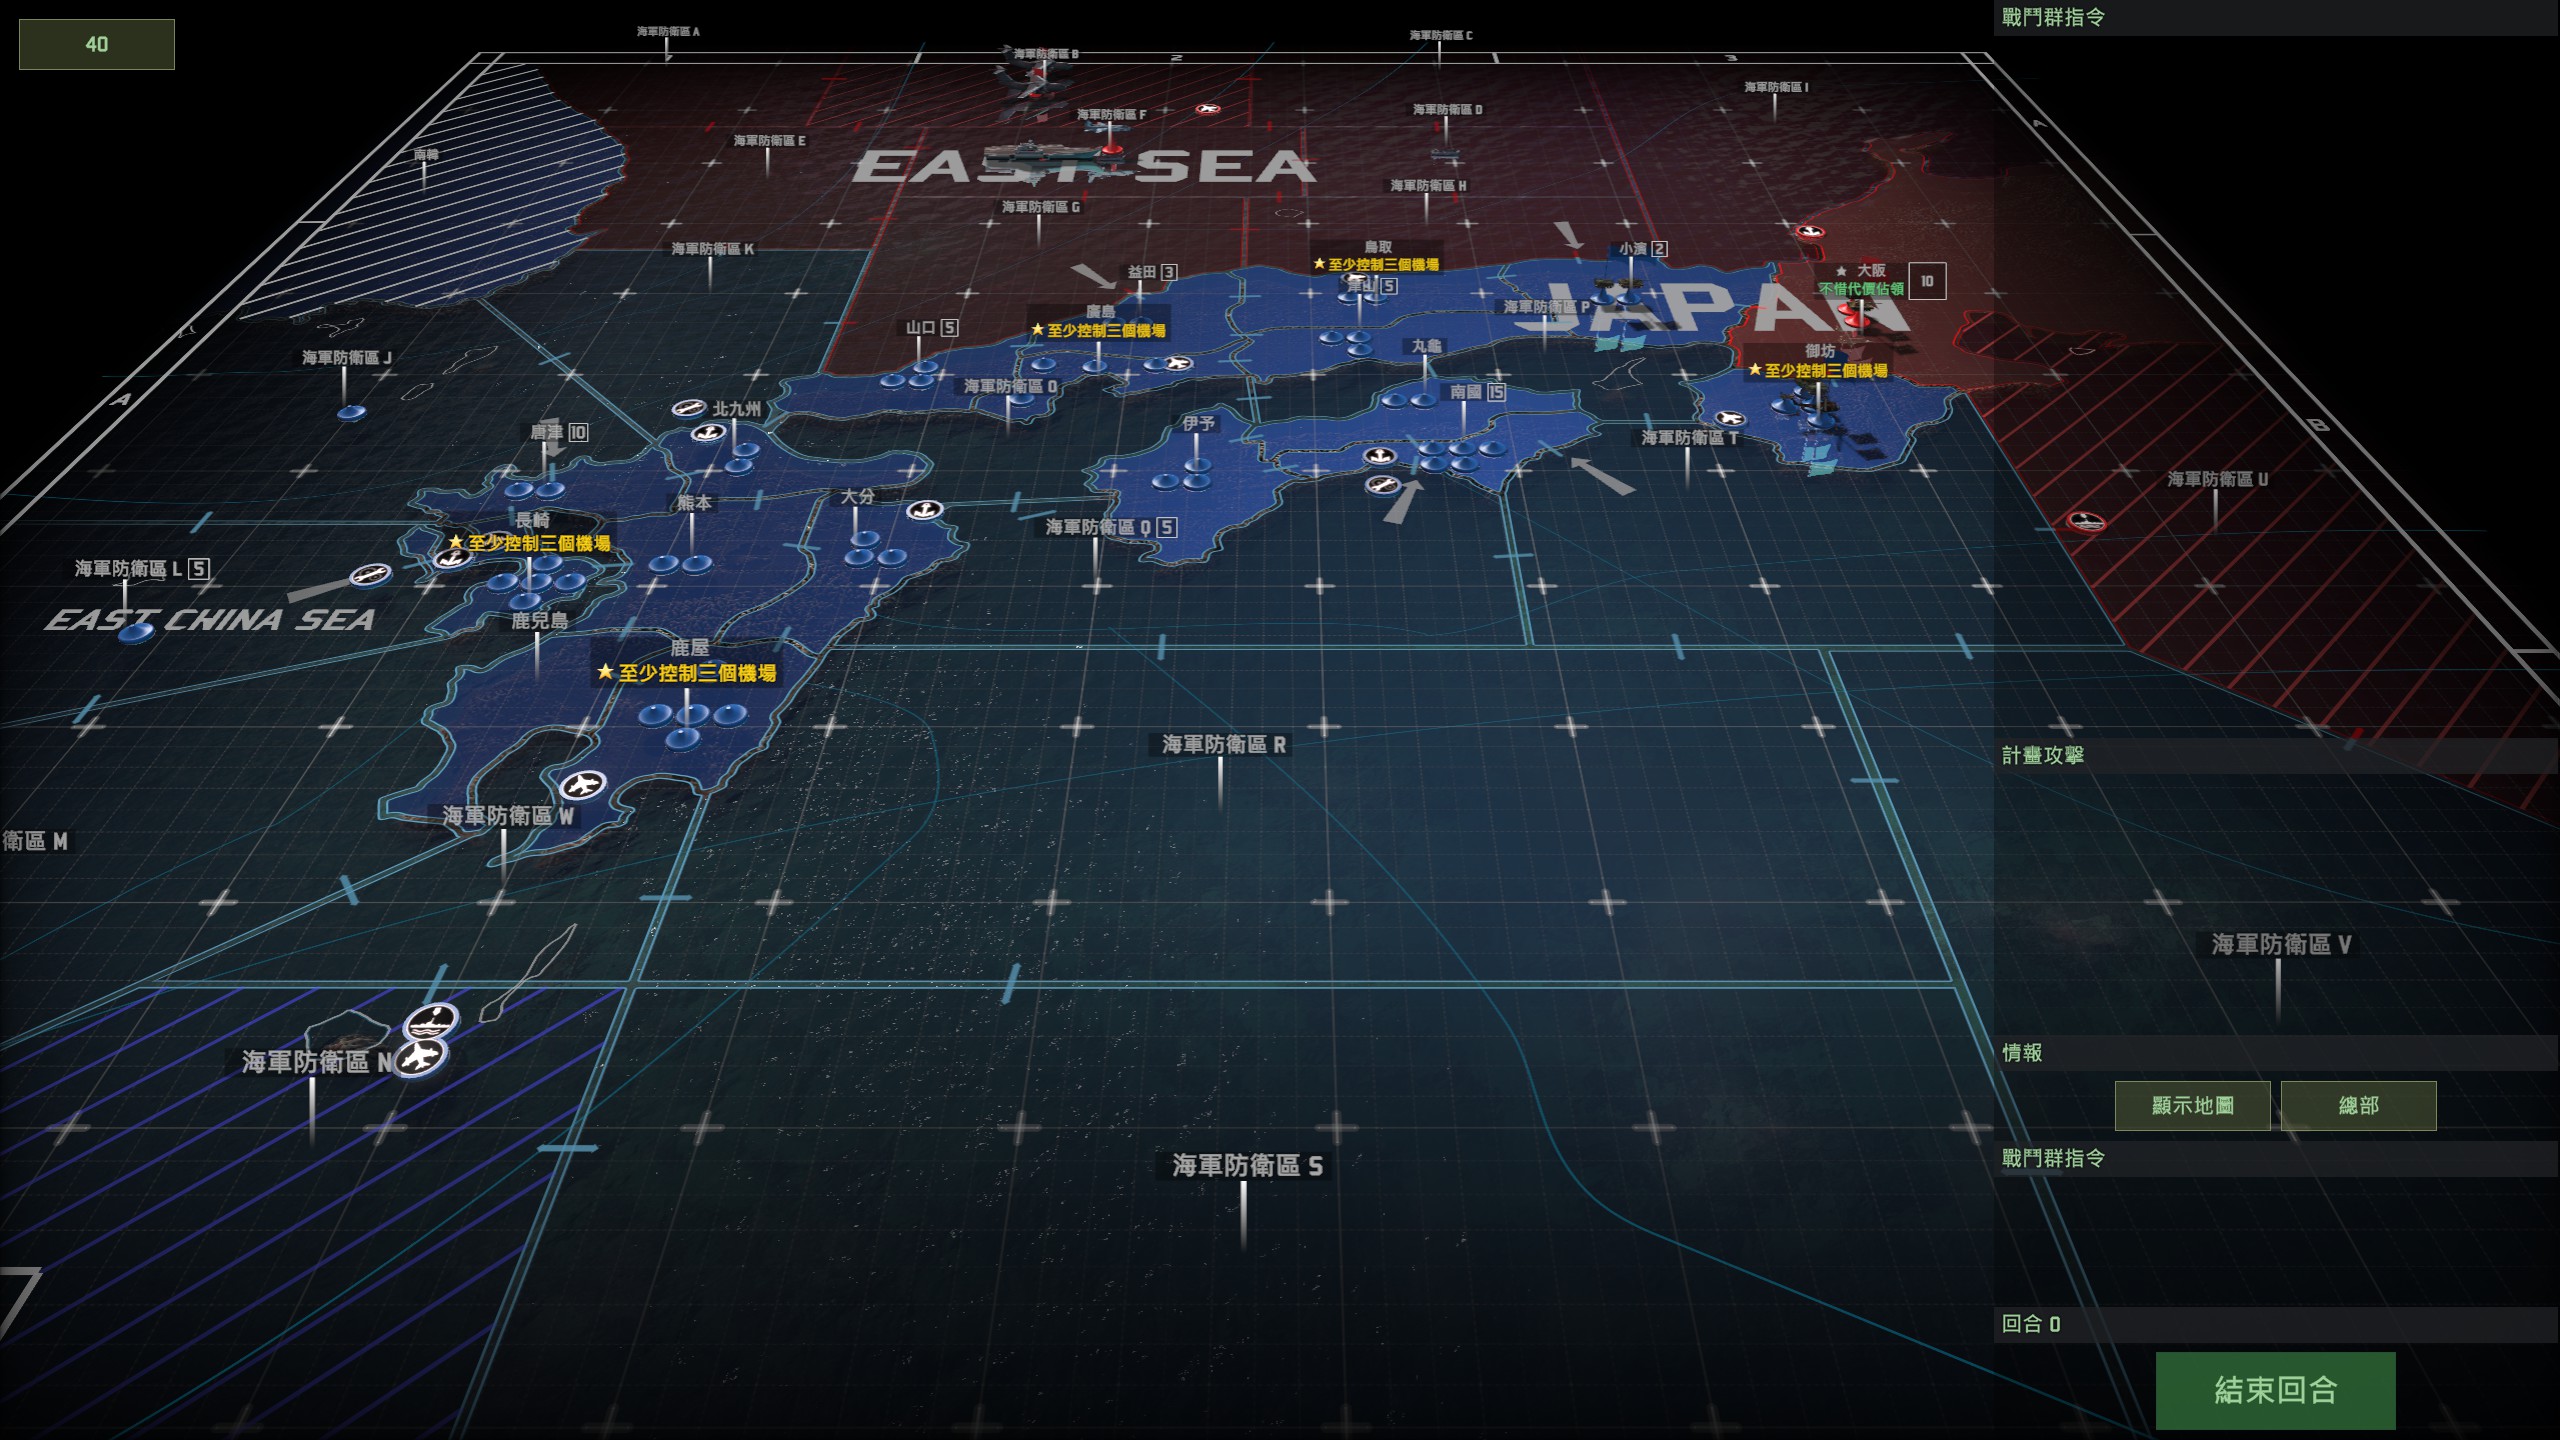 40
戰鬥群指令
海軍防衛區 A
海軍防衛區 C
海軍防衛區 B
1
2
3
海軍防衛區 I
海軍防衛區 F
海軍防衛區 D
A
海軍防衛區 E
南韓
EAST SEA
海軍防衛區 H
海軍防衛區 G
海軍防衛區 K
鳥取
至少控制三個機場
小濱 2
益田 3
大阪 10
不惜代價佔領
津山 5
JAPAN
廣島
至少控制三個機場
海軍防衛區 P
山口 5
丸龜
御坊
至少控制三個機場
海軍防衛區 J
海軍防衛區 O
南國 15
A
北九州
伊予
B
唐津 10
海軍防衛區 T
海軍防衛區 U
熊本
大分
長崎
至少控制三個機場
海軍防衛區 Q 5
海軍防衛區 L 5
EAST CHINA SEA
鹿兒島
鹿屋
至少控制三個機場
海軍防衛區 R
計畫攻擊
海軍防衛區 W
衛區 M
海軍防衛區 V
海軍防衛區 N
情報
顯示地圖
總部
戰鬥群指令
海軍防衛區 S
回合 0
結束回合